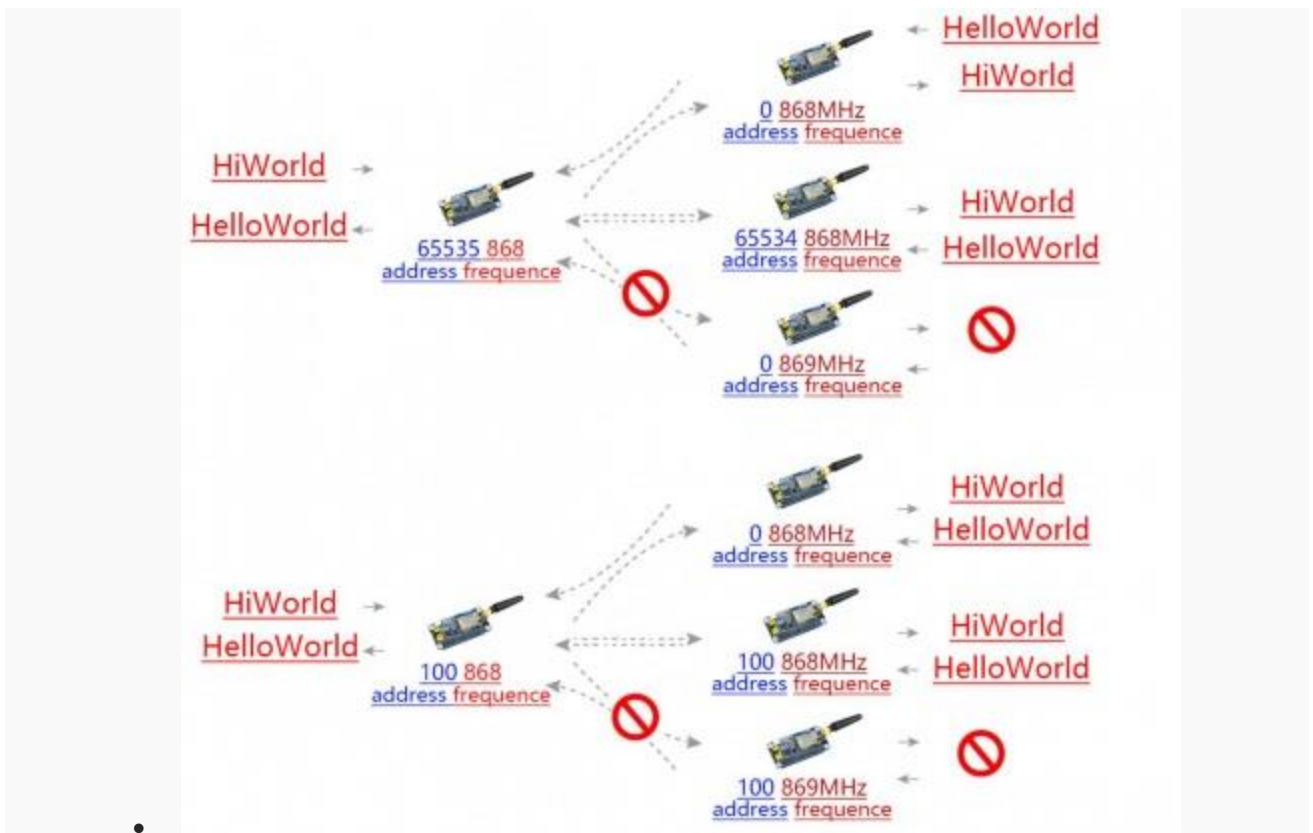 HelloWorld
HiWorld
0 868MHz
address frequence
HiWorld
HelloWorld
65535 868
address frequence
HiWorld
65534 868MHz
HelloWorld
address frequence
0 869MHz
address frequence
HiWorld
0 868MHz
HelloWorld
address frequence
HiWorld
HelloWorld
100 868
address frequence
HiWorld
100 868MHz
HelloWorld
address frequence
100 869MHz
address frequence